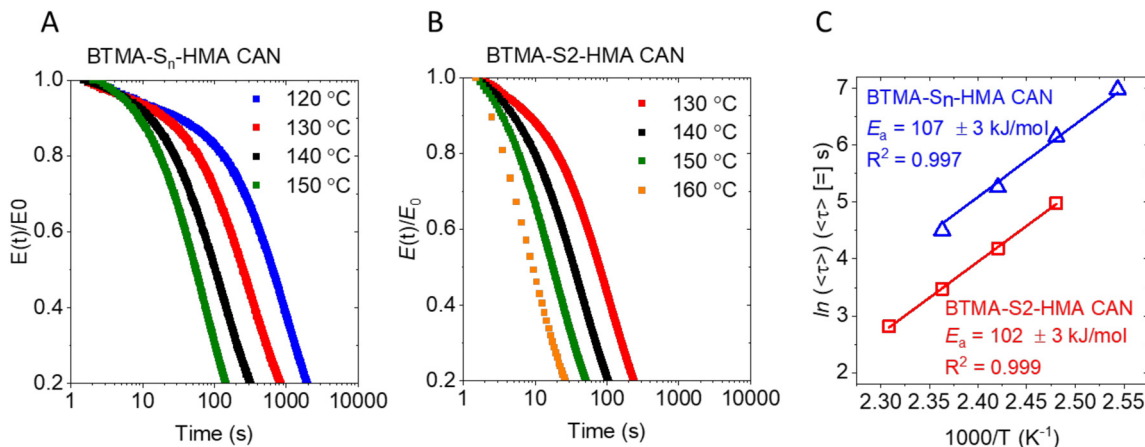 A
BTMA-Sn-HMA CAN
E(t)/E0
1.0
0.8
0.6
0.4
0.2
120 °C
130 °C
140 °C
150 °C
1 10 100 1000 10000
Time (s)
B
BTMA-S2-HMA CAN
E(t)/E0
1.0
0.8
0.6
0.4
0.2
130 °C
140 °C
150 °C
160 °C
1 10 100 1000 10000
Time (s)
C
ln (<τ>) (<τ> [=] s)
7
6
5
4
3
2
BTMA-Sn-HMA CAN
Ea = 107 ± 3 kJ/mol
R2 = 0.997
BTMA-S2-HMA CAN
Ea = 102 ± 3 kJ/mol
R2 = 0.999
2.30 2.35 2.40 2.45 2.50 2.55
1000/T (K-1)